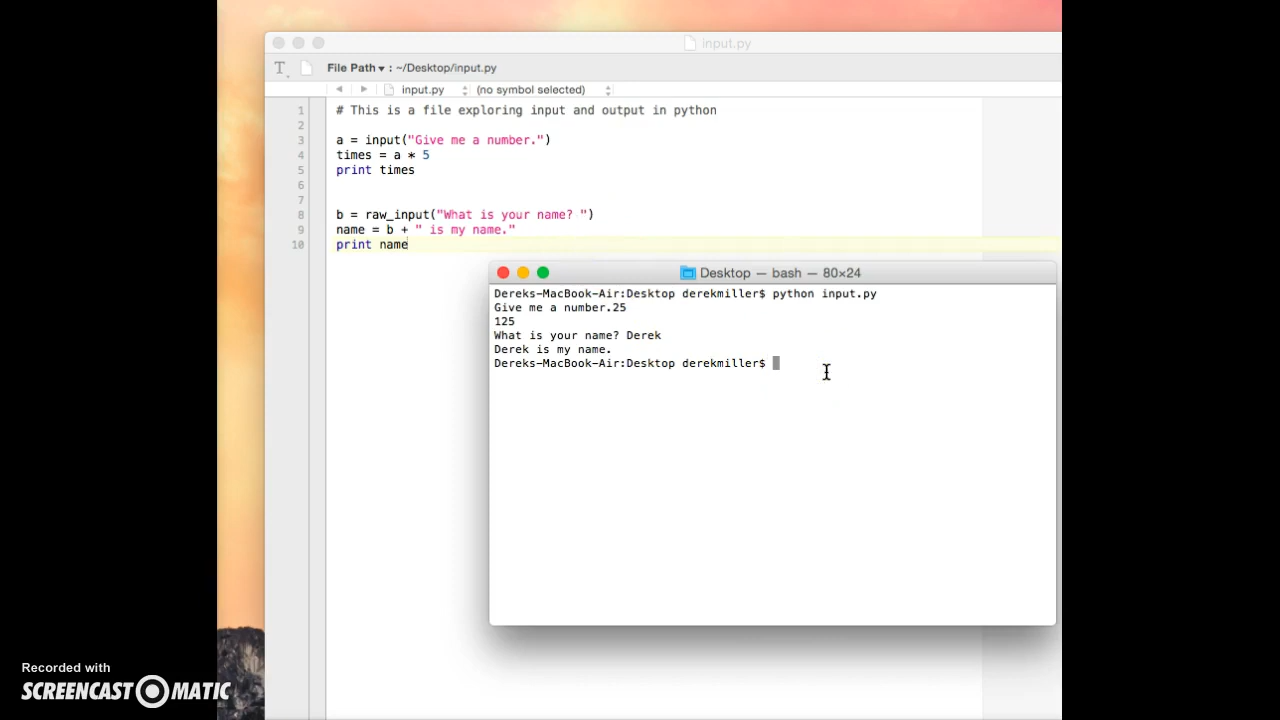 input.py
File Path▾ : ~/Desktop/input.py
input.py (no symbol selected)
1 # This is a file exploring input and output in python
2
3 a = input("Give me a number.")
4 times = a * 5
5 print times
6
7
8 b = raw_input("What is your name? ")
9 name = b + " is my name."
10 print name
Desktop — bash — 80×24
Dereks-MacBook-Air:Desktop derekmiller$ python input.py
Give me a number.25
125
What is your name? Derek
Derek is my name.
Dereks-MacBook-Air:Desktop derekmiller$
Recorded with
SCREENCAST-O-MATIC